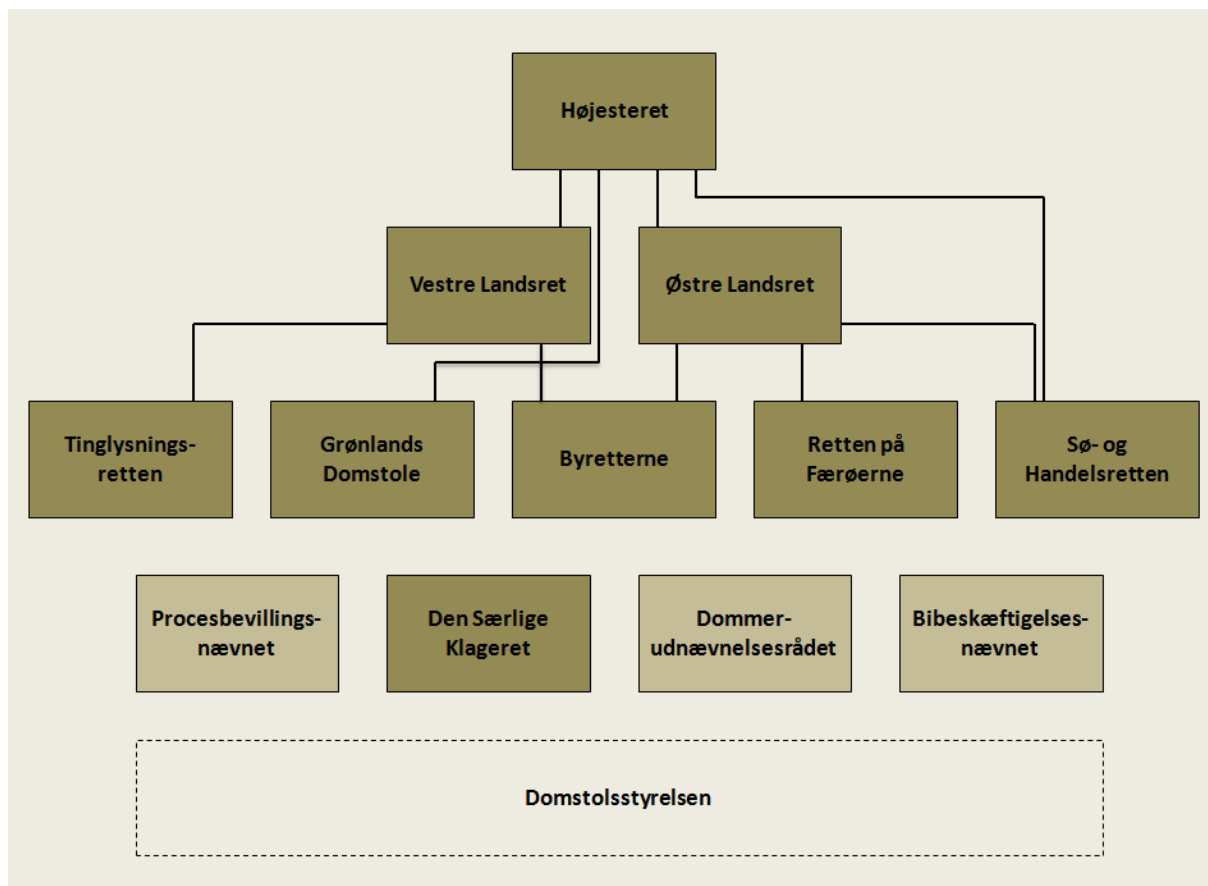 Højesteret
Vestre Landsret
Østre Landsret
Tinglysnings-
retten
Grønlands
Domstole
Byretterne
Retten på
Færøerne
Sø- og
Handelsretten
Procesbevillings-
nævnet
Den Særlige
Klageret
Dommer-
udnævnelsesrådet
Bibeskæftigelses-
nævnet
Domstolsstyrelsen